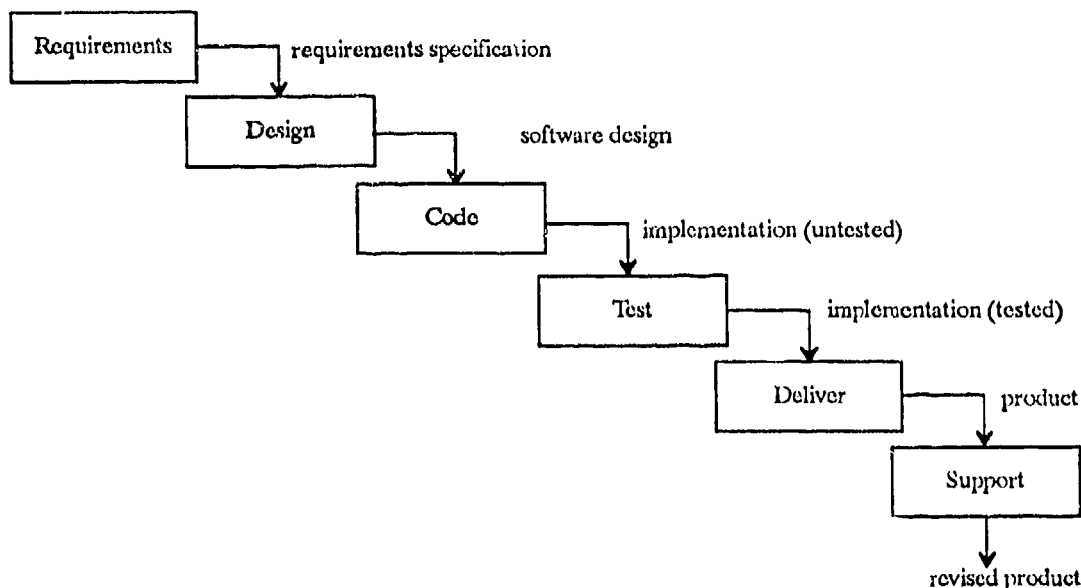 Requirements
requirements specification
Design
software design
Code
implementation (untested)
Test
implementation (tested)
Deliver
product
Support
revised product